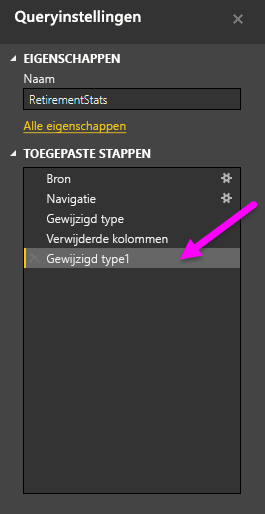 Queryinstellingen
EIGENSCHAPPEN
Naam
RetirementStats
Alle eigenschappen
TOEGEPASTE STAPPEN
Bron
Navigatie
Gewijzigd type
Verwijderde kolommen
Gewijzigd type1